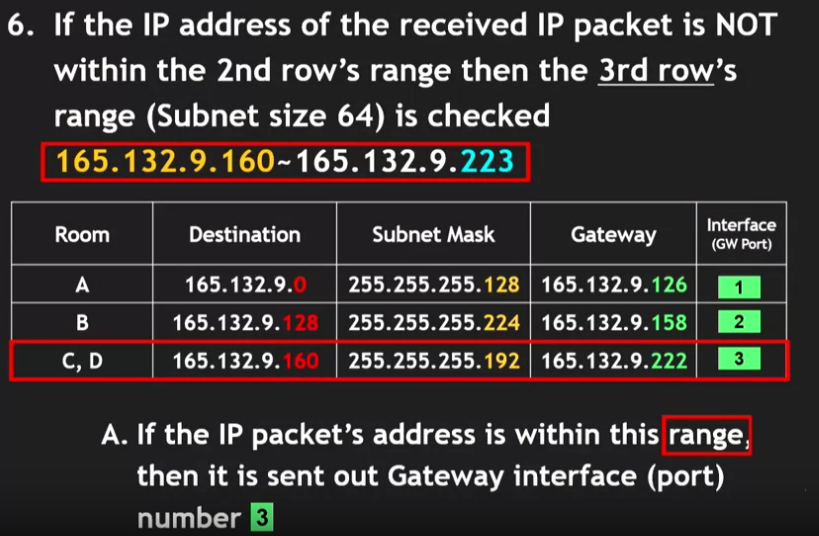 6. If the IP address of the received IP packet is NOT
within the 2nd row's range then the 3rd row's
range (Subnet size 64) is checked
165.132.9.160~165.132.9.223
Room Destination Subnet Mask Gateway Interface (GW Port)
A 165.132.9.0 255.255.255.128 165.132.9.126 1
B 165.132.9.128 255.255.255.224 165.132.9.158 2
C, D 165.132.9.160 255.255.255.192 165.132.9.222 3
A. If the IP packet's address is within this range,
then it is sent out Gateway interface (port)
number 3